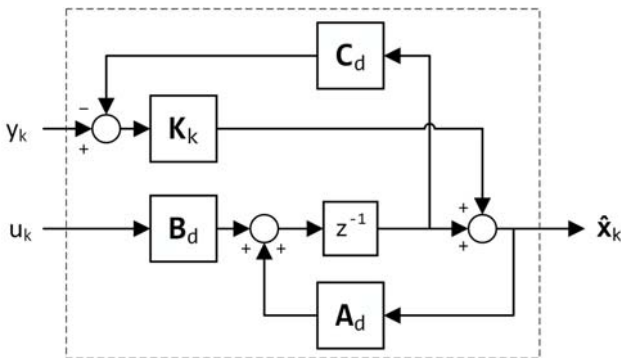 C_d
−
y_k
+
K_k
+
u_k
B_d
+
+
z⁻¹
+
x̂_k
A_d